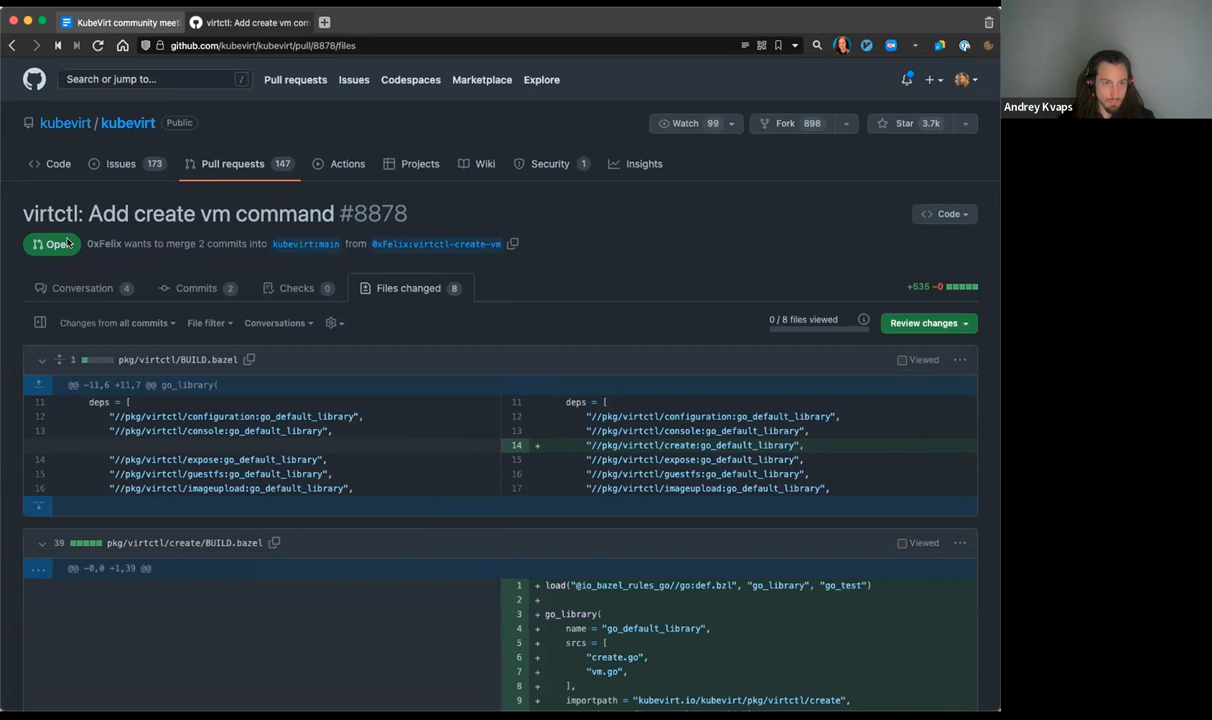 KubeVirt community meet
virtctl: Add create vm com
github.com/kubevirt/kubevirt/pull/8878/files
Search or jump to...
/
Pull requests
Issues
Codespaces
Marketplace
Explore
Andrey Kvaps
kubevirt / kubevirt
Public
Watch 99
Fork 898
Star 3.7k
Code
Issues 173
Pull requests 147
Actions
Projects
Wiki
Security 1
Insights
virtctl: Add create vm command #8878
Code
Open
0xFelix wants to merge 2 commits into kubevirt:main from 0xFelix:virtctl-create-vm
Conversation 4
Commits 2
Checks 0
Files changed 8
+535 −0
Changes from all commits
File filter
Conversations
0 / 8 files viewed
Review changes
1 pkg/virtctl/BUILD.bazel
Viewed
@@ -11,6 +11,7 @@ go_library(
11 deps = [
11 deps = [
12 "//pkg/virtctl/configuration:go_default_library",
12 "//pkg/virtctl/configuration:go_default_library",
13 "//pkg/virtctl/console:go_default_library",
13 "//pkg/virtctl/console:go_default_library",
14 + "//pkg/virtctl/create:go_default_library",
14 "//pkg/virtctl/expose:go_default_library",
15 "//pkg/virtctl/expose:go_default_library",
15 "//pkg/virtctl/guestfs:go_default_library",
16 "//pkg/virtctl/guestfs:go_default_library",
16 "//pkg/virtctl/imageupload:go_default_library",
17 "//pkg/virtctl/imageupload:go_default_library",
39 pkg/virtctl/create/BUILD.bazel
Viewed
... @@ -0,0 +1,39 @@
1 + load("@io_bazel_rules_go//go:def.bzl", "go_library", "go_test")
2 +
3 + go_library(
4 + name = "go_default_library",
5 + srcs = [
6 + "create.go",
7 + "vm.go",
8 + ],
9 + importpath = "kubevirt.io/kubevirt/pkg/virtctl/create",